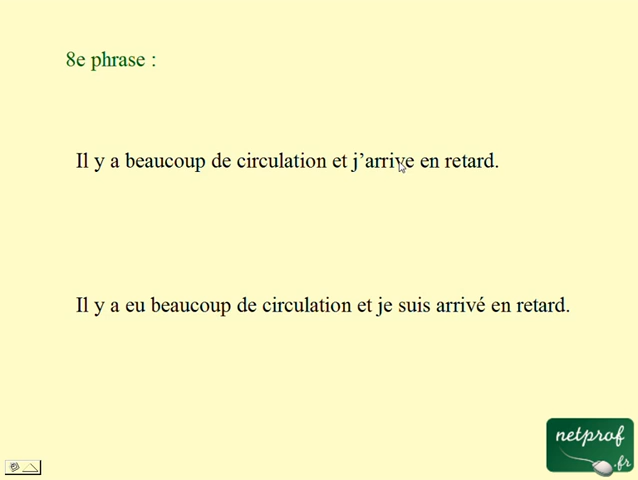 8e phrase :
Il y a beaucoup de circulation et j’arrive en retard.
Il y a eu beaucoup de circulation et je suis arrivé en retard.
netprof
.fr